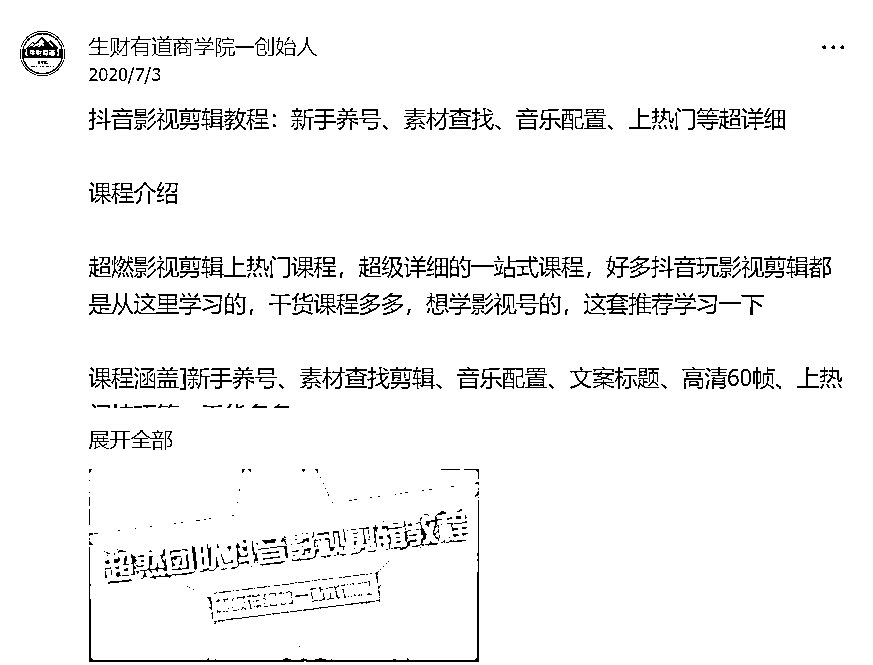 生财有道商学院—创始人
2020/7/3
抖音影视剪辑教程：新手养号、素材查找、音乐配置、上热门等超详细
课程介绍
超燃影视剪辑上热门课程，超级详细的一站式课程，好多抖音玩影视剪辑都
是从这里学习的，干货课程多多，想学影视号的，这套推荐学习一下
课程涵盖]新手养号、素材查找剪辑、音乐配置、文案标题、高清60帧、上热
展开全部
超燃团队抖音影视剪辑教程